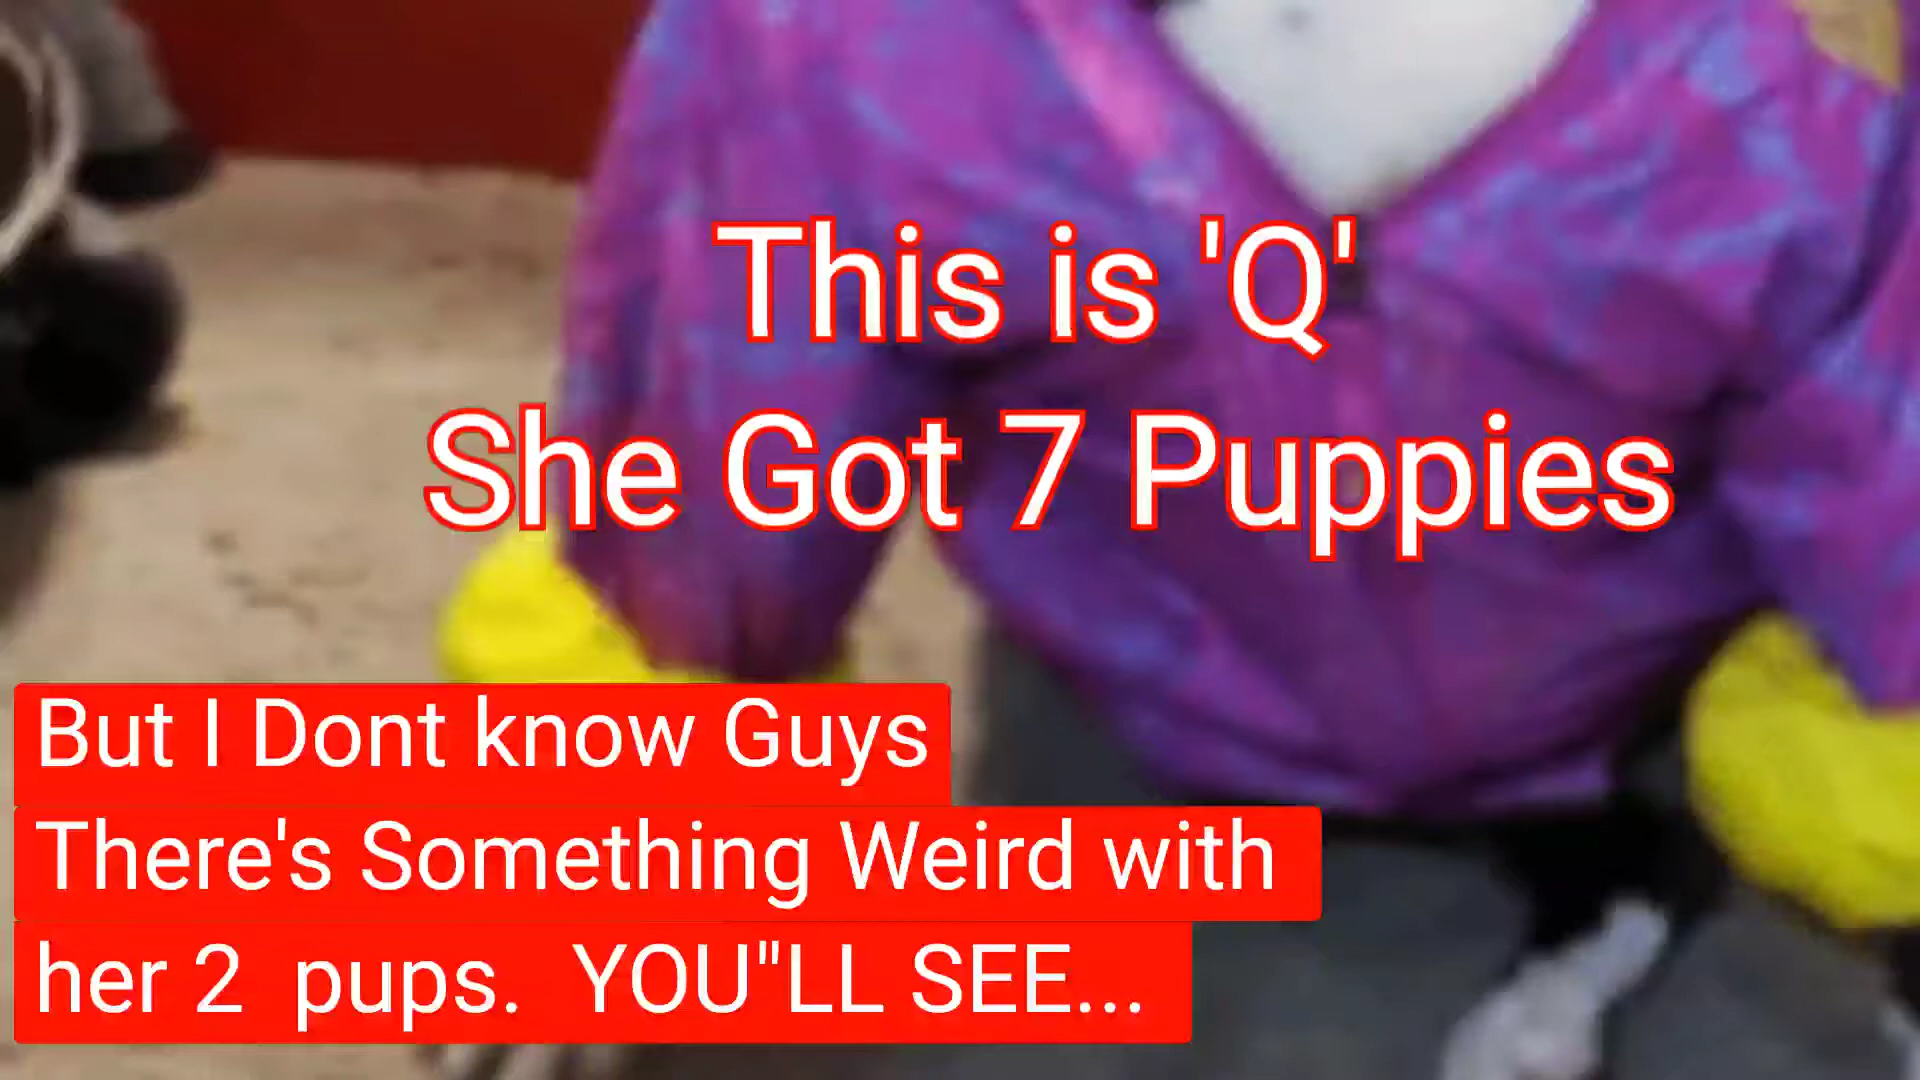 This is 'Q'
She Got 7 Puppies
But I Dont know Guys
There's Something Weird with
her 2 pups. YOU"LL SEE...